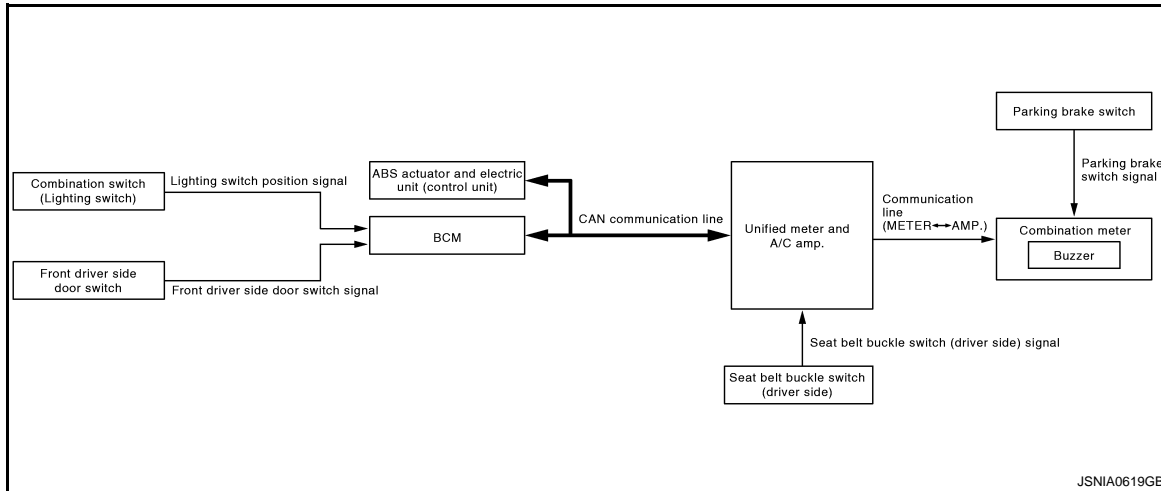 Parking brake switch
Parking brake
switch signal
Combination switch
(Lighting switch)
Lighting switch position signal
ABS actuator and electric
unit (control unit)
CAN communication line
BCM
Unified meter and
A/C amp.
Communication
line
(METER↔AMP.)
Combination meter
Buzzer
Front driver side
door switch
Front driver side door switch signal
Seat belt buckle switch (driver side) signal
Seat belt buckle switch
(driver side)
JSNIA0619GB